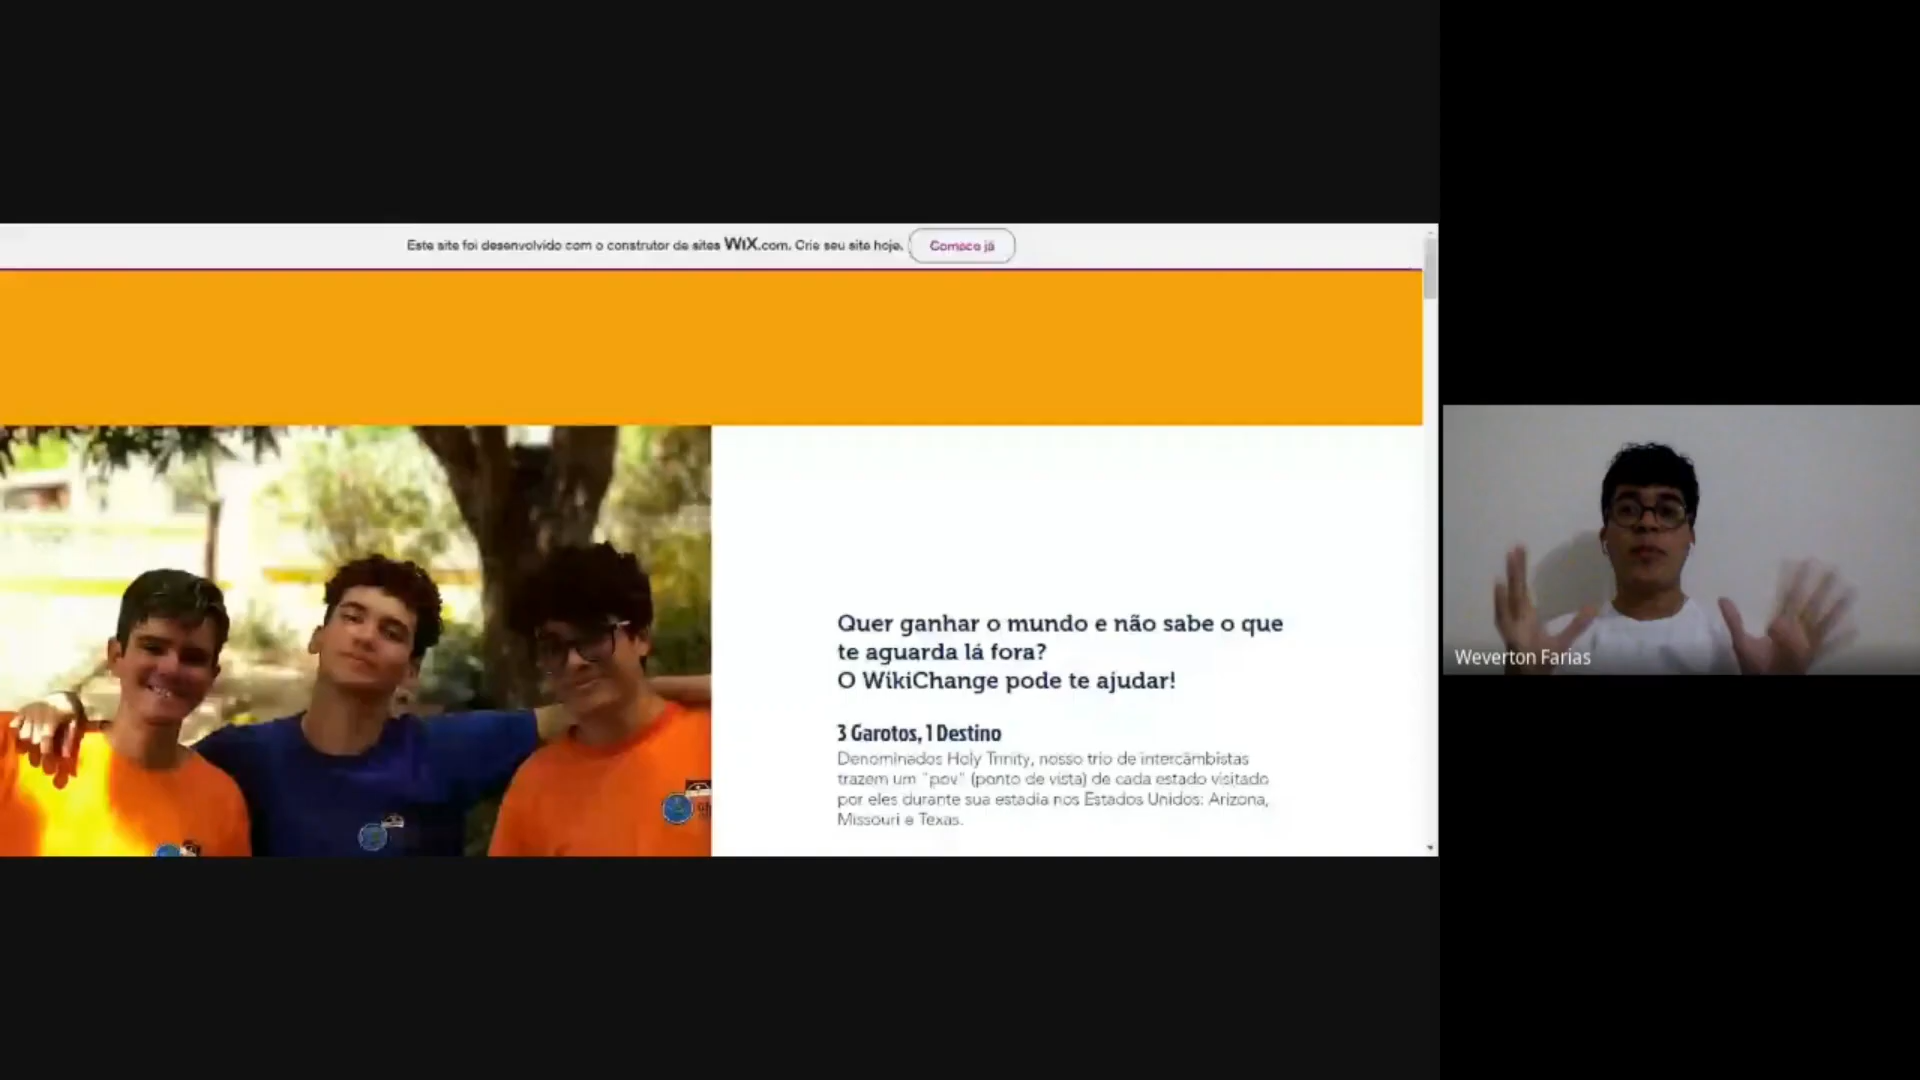 Este site foi desenvolvido com o construtor de sites WiX.com. Crie seu site hoje.
Comece já
Quer ganhar o mundo e não sabe o que
te aguarda lá fora?
O WikiChange pode te ajudar!
3 Garotos, 1 Destino
Denominados Holy Trinity, nosso trio de intercâmbistas
trazem um "pov" (ponto de vista) de cada estado visitado
por eles durante sua estadia nos Estados Unidos: Arizona,
Missouri e Texas.
Weverton Farias